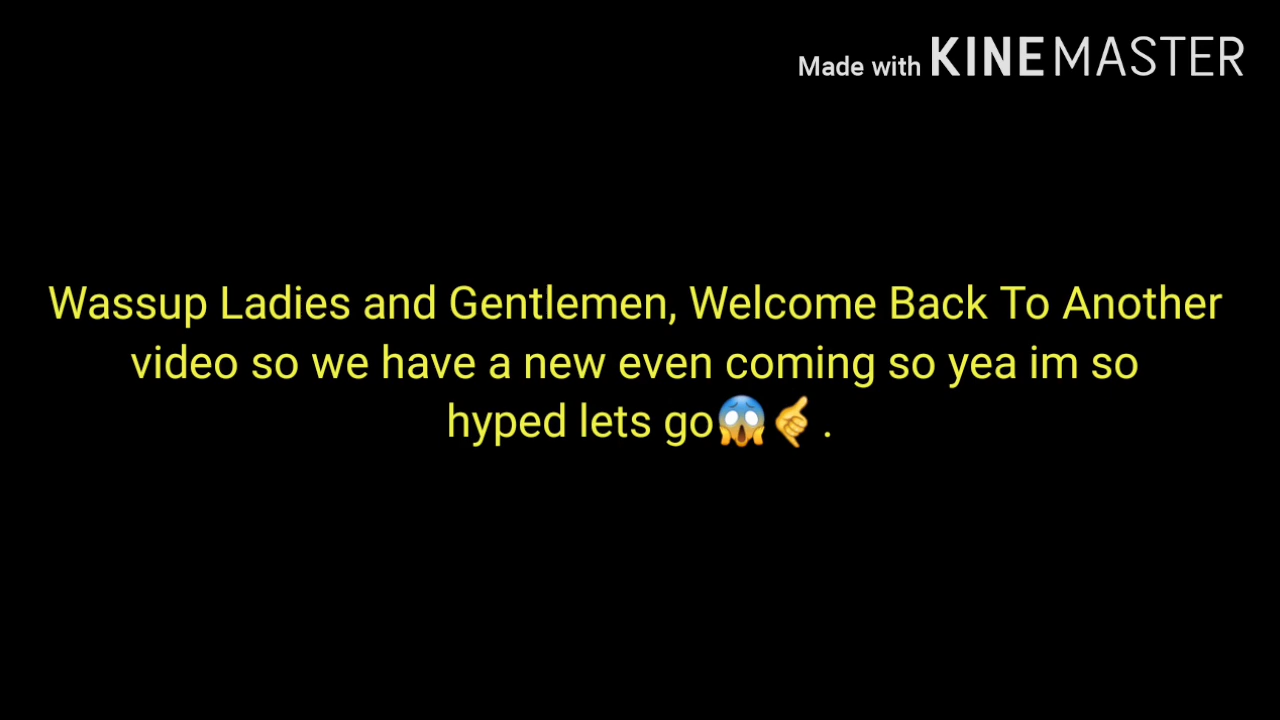 Made with KINEMASTER
Wassup Ladies and Gentlemen, Welcome Back To Another
video so we have a new even coming so yea im so
hyped lets go😱🤙.